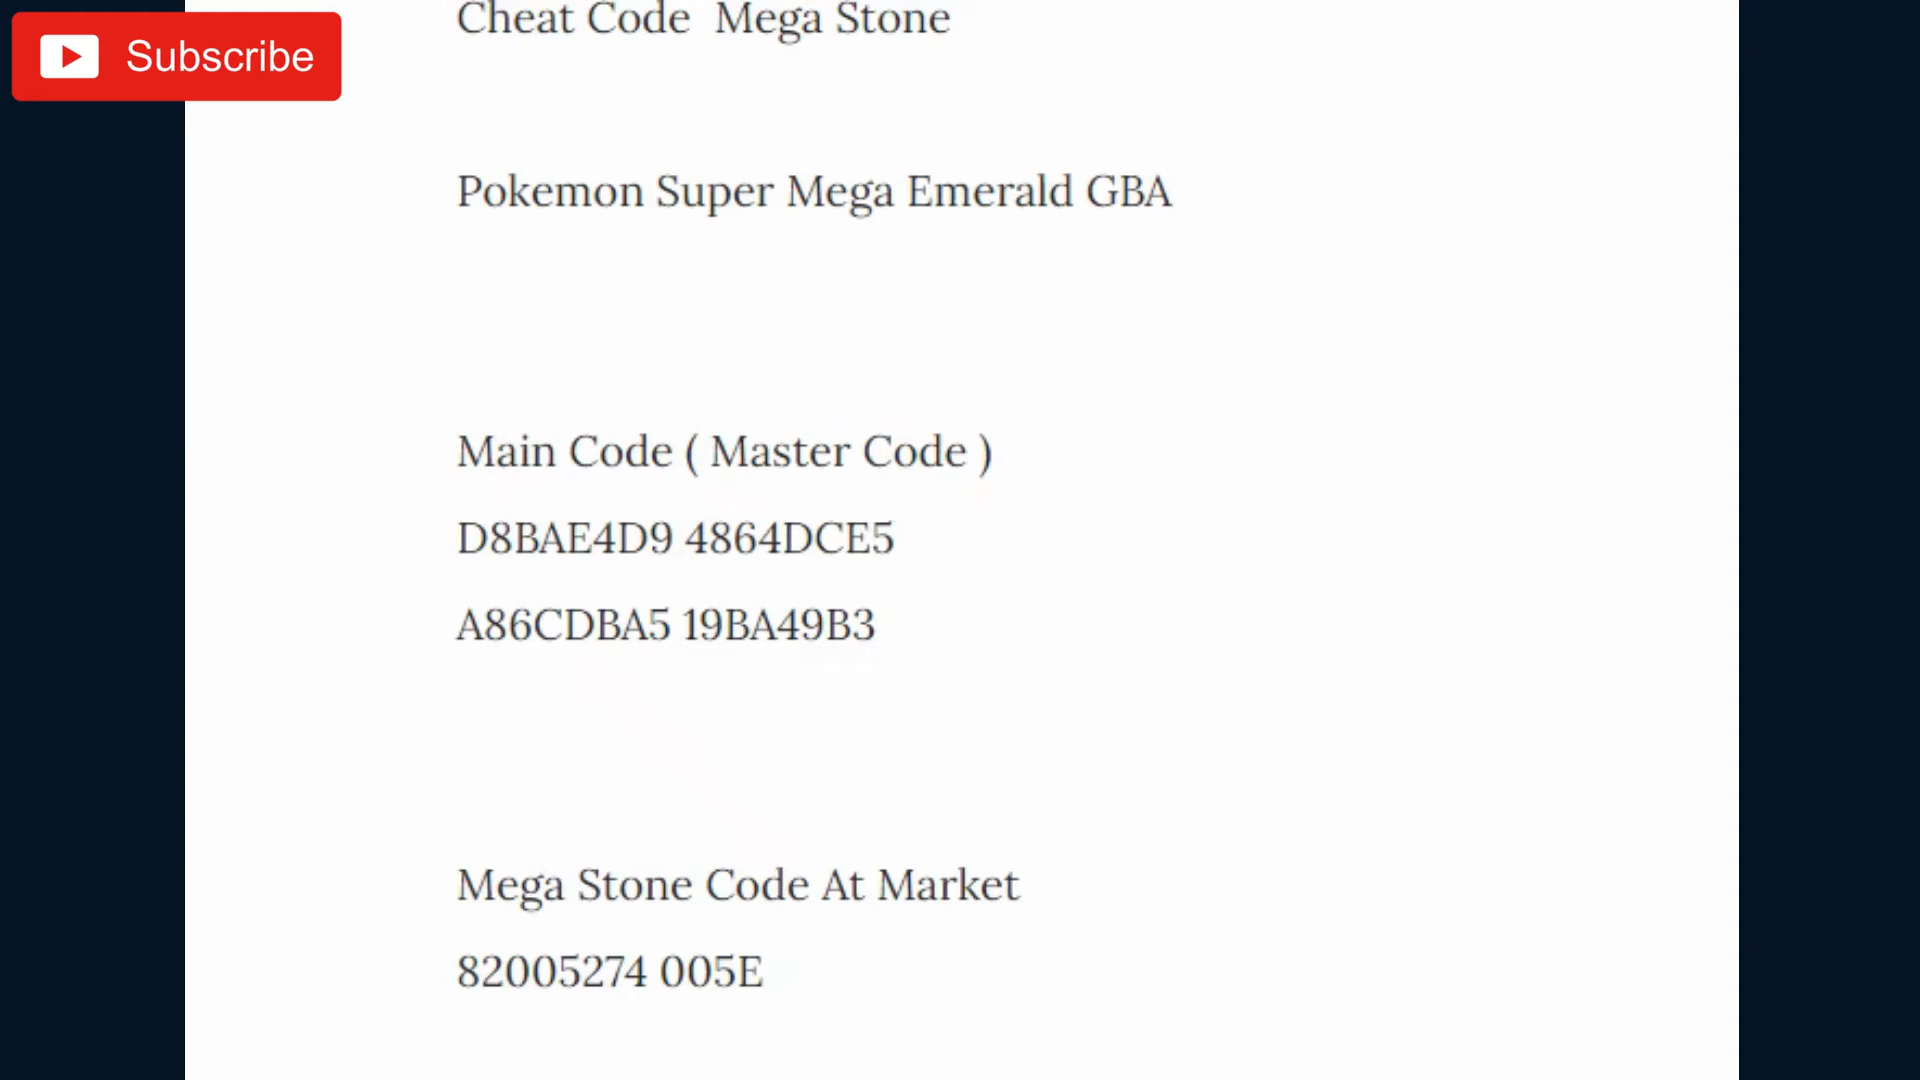 Subscribe
Cheat Code  Mega Stone
Pokemon Super Mega Emerald GBA
Main Code ( Master Code )
D8BAE4D9 4864DCE5
A86CDBA5 19BA49B3
Mega Stone Code At Market
82005274 005E